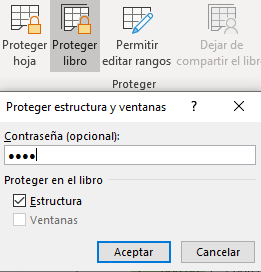 Proteger Proteger Permitir Dejar de
hoja libro editar rangos compartir el libro
Proteger
Proteger estructura y ventanas ? ×
Contraseña (opcional):
●●●●
Proteger en el libro
Estructura
Ventanas
Aceptar Cancelar